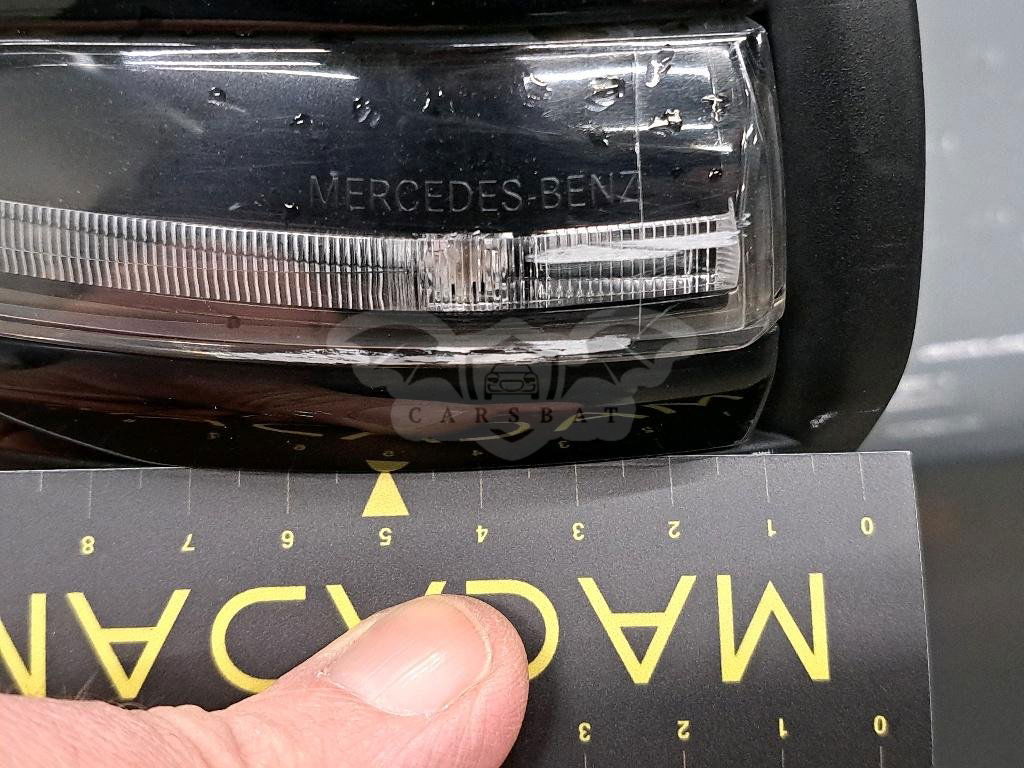 MERCEDES-BENZ
CARSBAT
8 7 6 5 4 3 2 1 0
MAGADAN
3 2 1 0